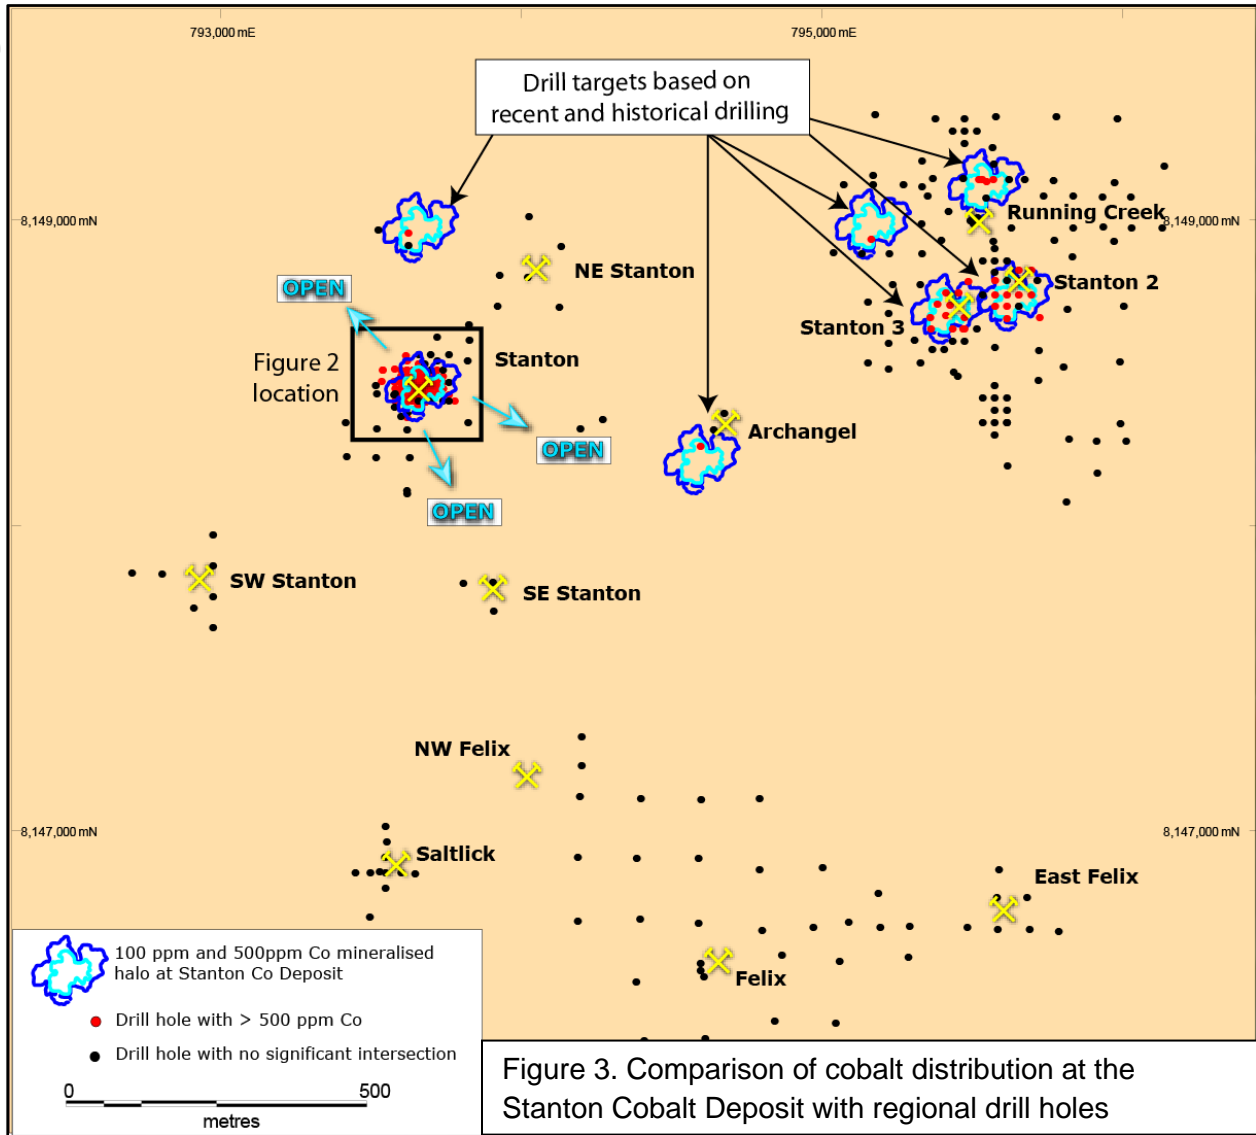 793,000 mE
795,000 mE
Drill targets based on
recent and historical drilling
8,149,000 mN
Running Creek
8,149,000 mN
NE Stanton
OPEN
Stanton 2
Stanton 3
Figure 2
location
Stanton
Archangel
OPEN
OPEN
SW Stanton
SE Stanton
NW Felix
8,147,000 mN
8,147,000 mN
Saltlick
East Felix
Felix
100 ppm and 500ppm Co mineralised
halo at Stanton Co Deposit
Drill hole with > 500 ppm Co
Drill hole with no significant intersection
0 500
metres
Figure 3. Comparison of cobalt distribution at the
Stanton Cobalt Deposit with regional drill holes